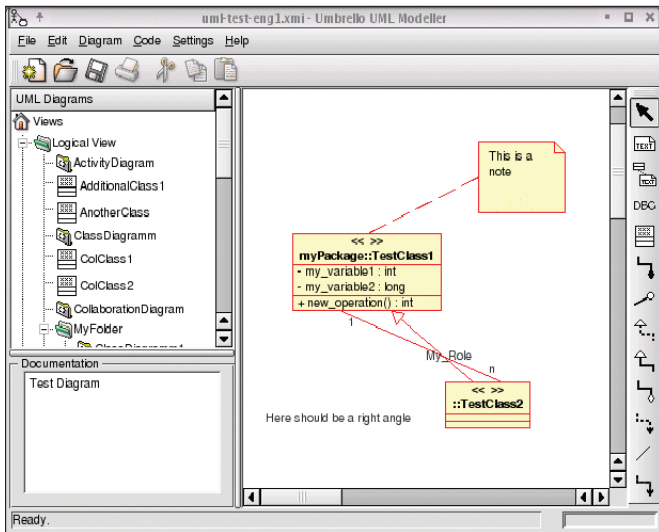 uml-test-eng1.xmi - Umbrello UML Modeller
File Edit Diagram Code Settings Help
UML Diagrams
Views
Logical View
ActivityDiagram
AdditionalClass1
AnotherClass
ClassDiagramm
ColClass1
ColClass2
CollaborationDiagram
MyFolder
Documentation
Test Diagram
This is a
note
<< >>
myPackage::TestClass1
- my_variable1 : int
- my_variable2 : long
+ new_operation() : int
1
My_Role
n
<< >>
::TestClass2
Here should be a right angle
TEXT
TEXT
DBC
Ready.